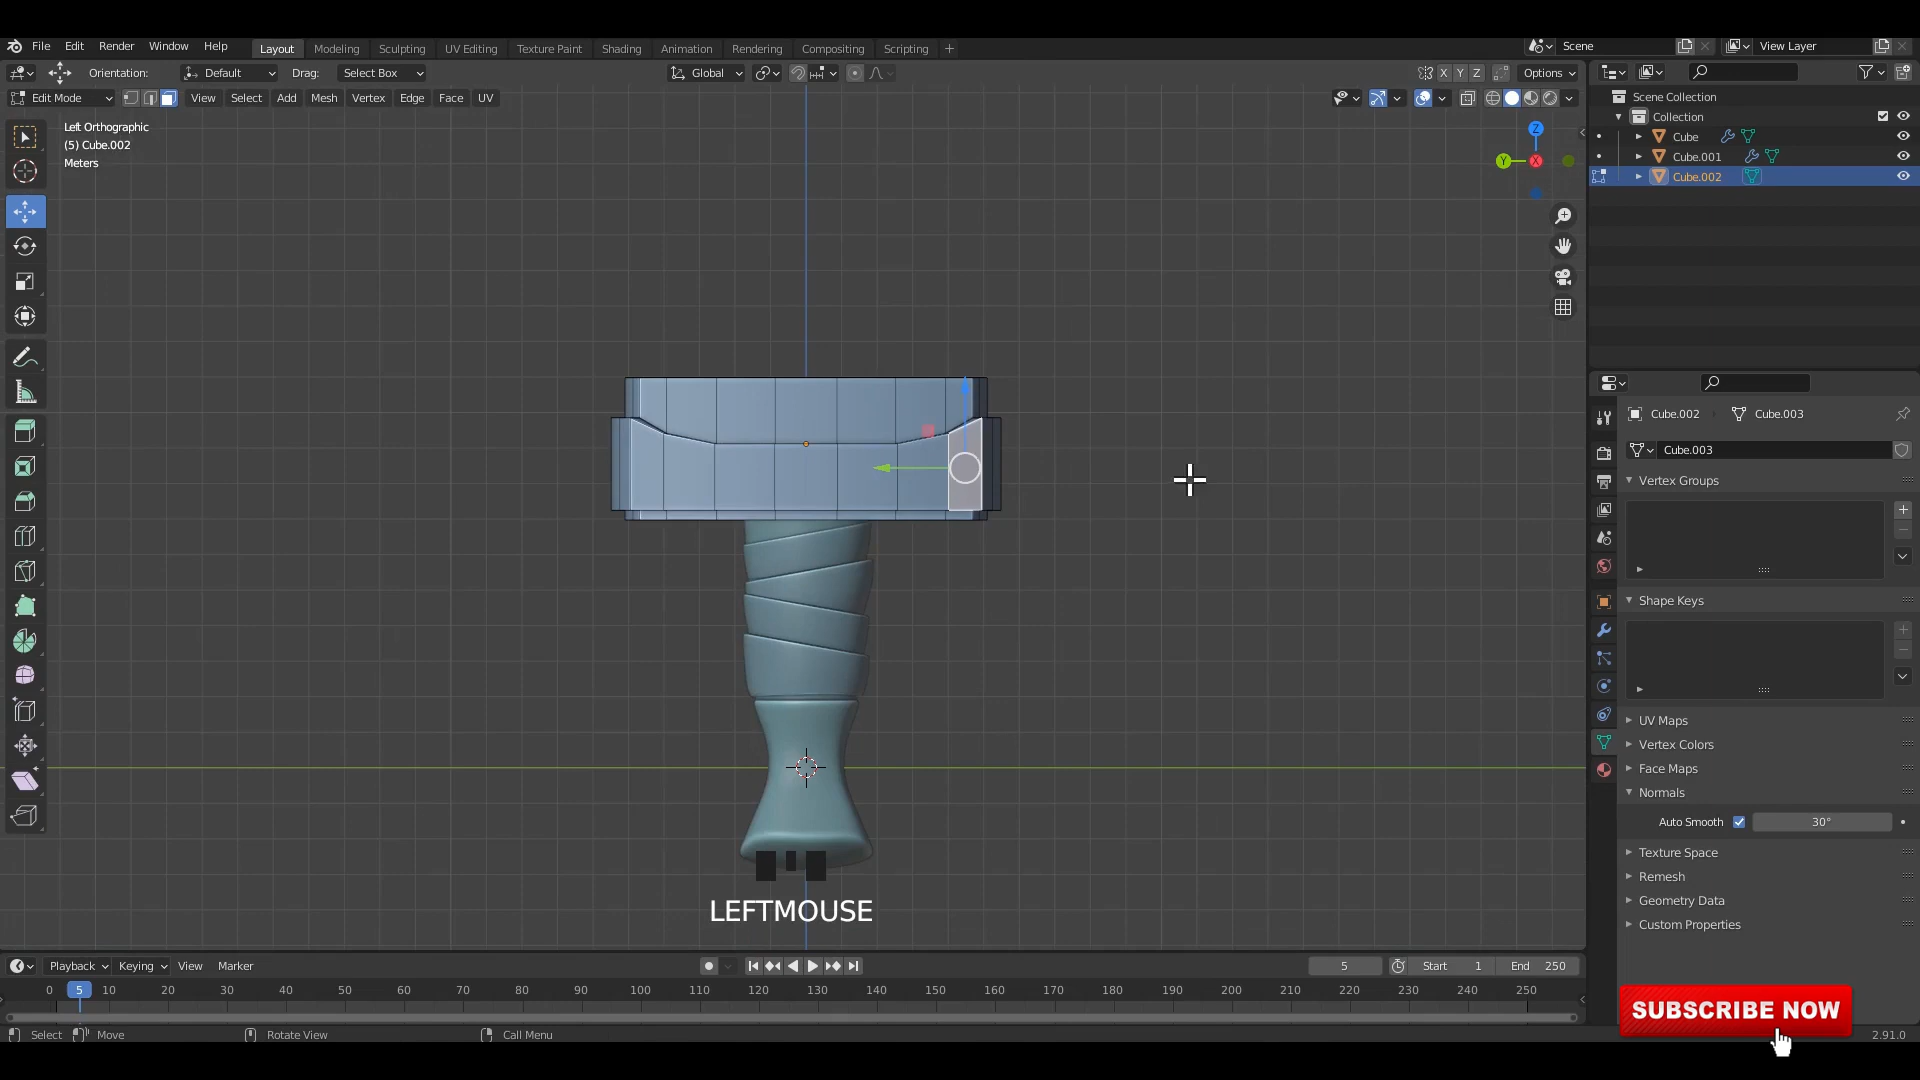 File Edit Render Window Help Layout Modeling Sculpting UV Editing Texture Paint Shading Animation Rendering Compositing Scripting + Scene View Layer
Orientation: Default Drag: Select Box Global X Y Z Options
Edit Mode View Select Add Mesh Vertex Edge Face UV
Left Orthographic
(5) Cube.002
Meters
Z
Y
X
Scene Collection
Collection
Cube
Cube.001
Cube.002
Cube.002 Cube.003
Cube.003
Vertex Groups
Shape Keys
UV Maps
Vertex Colors
Face Maps
Normals
Auto Smooth 30°
Texture Space
Remesh
Geometry Data
Custom Properties
LEFTMOUSE
Playback Keying View Marker 5 Start 1 End 250
0 5 10 20 30 40 50 60 70 80 90 100 110 120 130 140 150 160 170 180 190 200 210 220 230 240 250
Select Move Rotate View Call Menu 2.91.0
SUBSCRIBE NOW